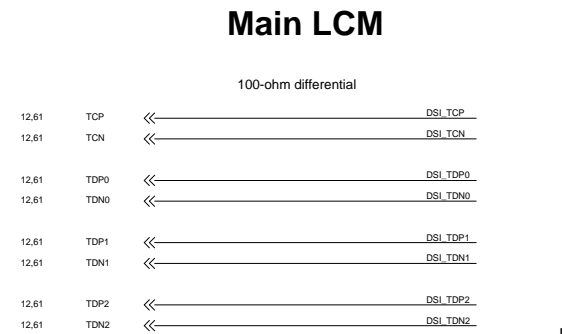 Main LCM
100-ohm differential
12,61 TCP DSI_TCP
12,61 TCN DSI_TCN
12,61 TDP0 DSI_TDP0
12,61 TDN0 DSI_TDN0
12,61 TDP1 DSI_TDP1
12,61 TDN1 DSI_TDN1
12,61 TDP2 DSI_TDP2
12,61 TDN2 DSI_TDN2